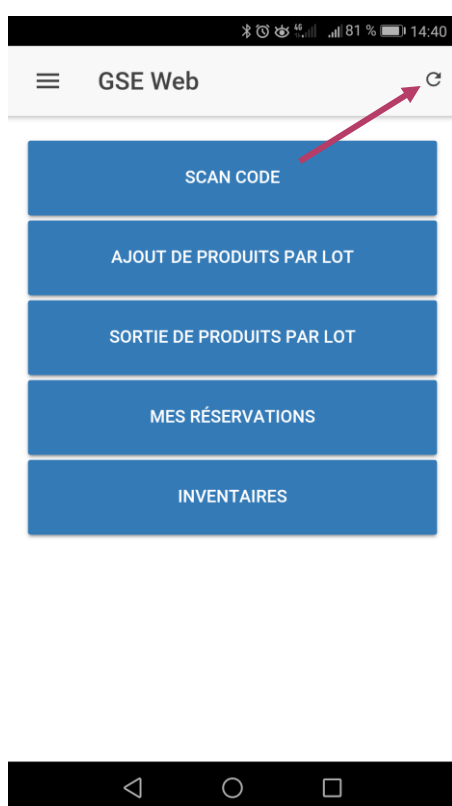 4G 81 % 14:40
GSE Web
SCAN CODE
AJOUT DE PRODUITS PAR LOT
SORTIE DE PRODUITS PAR LOT
MES RÉSERVATIONS
INVENTAIRES